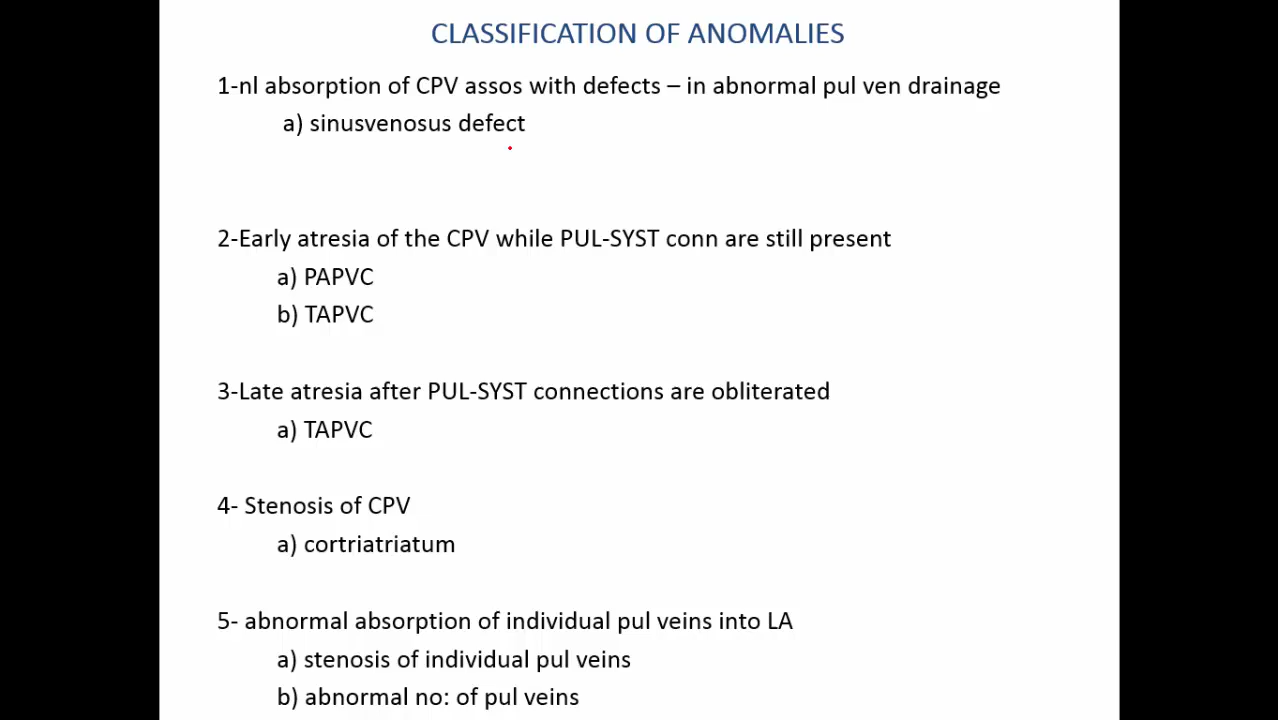 CLASSIFICATION OF ANOMALIES
1-nl absorption of CPV assos with defects – in abnormal pul ven drainage
a) sinusvenosus defect
2-Early atresia of the CPV while PUL-SYST conn are still present
a) PAPVC
b) TAPVC
3-Late atresia after PUL-SYST connections are obliterated
a) TAPVC
4- Stenosis of CPV
a) cortriatriatum
5- abnormal absorption of individual pul veins into LA
a) stenosis of individual pul veins
b) abnormal no: of pul veins